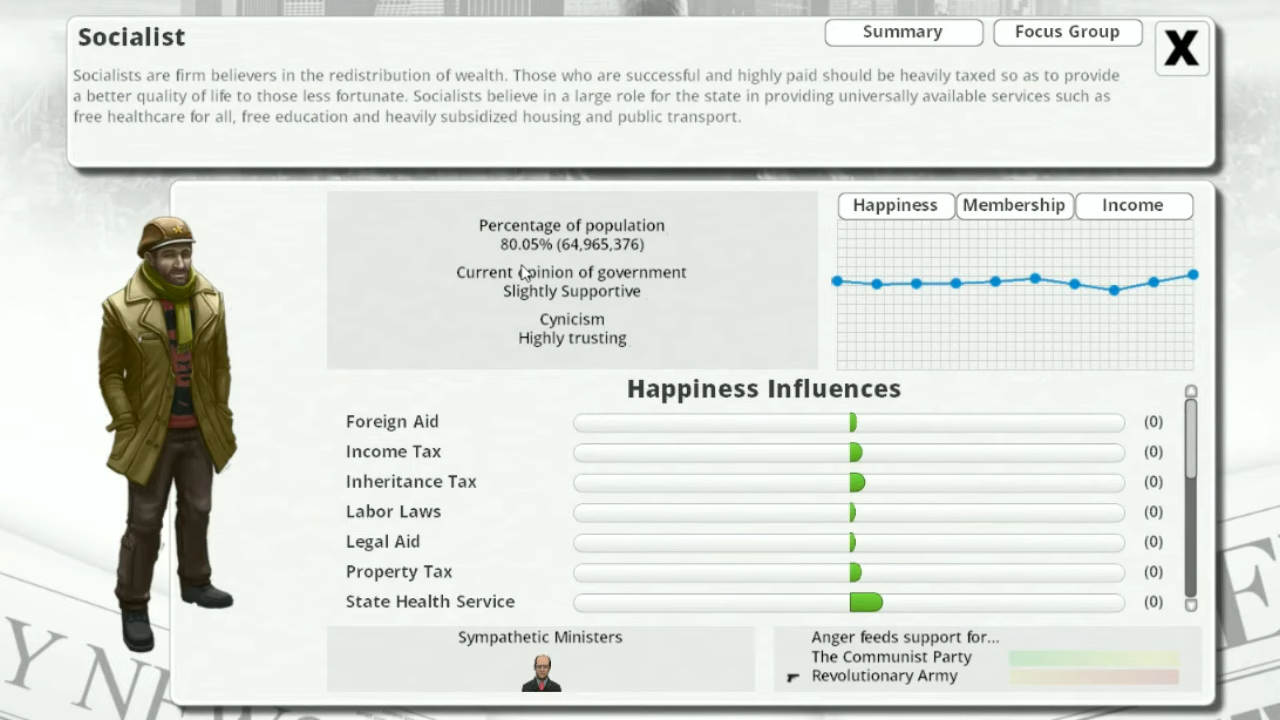 Socialist
Summary
Focus Group
X
Socialists are firm believers in the redistribution of wealth. Those who are successful and highly paid should be heavily taxed so as to provide
a better quality of life to those less fortunate. Socialists believe in a large role for the state in providing universally available services such as
free healthcare for all, free education and heavily subsidized housing and public transport.
Percentage of population
80.05% (64,965,376)
Current opinion of government
Slightly Supportive
Cynicism
Highly trusting
Happiness
Membership
Income
Happiness Influences
Foreign Aid (0)
Income Tax (0)
Inheritance Tax (0)
Labor Laws (0)
Legal Aid (0)
Property Tax (0)
State Health Service (0)
Sympathetic Ministers
Anger feeds support for...
The Communist Party
Revolutionary Army